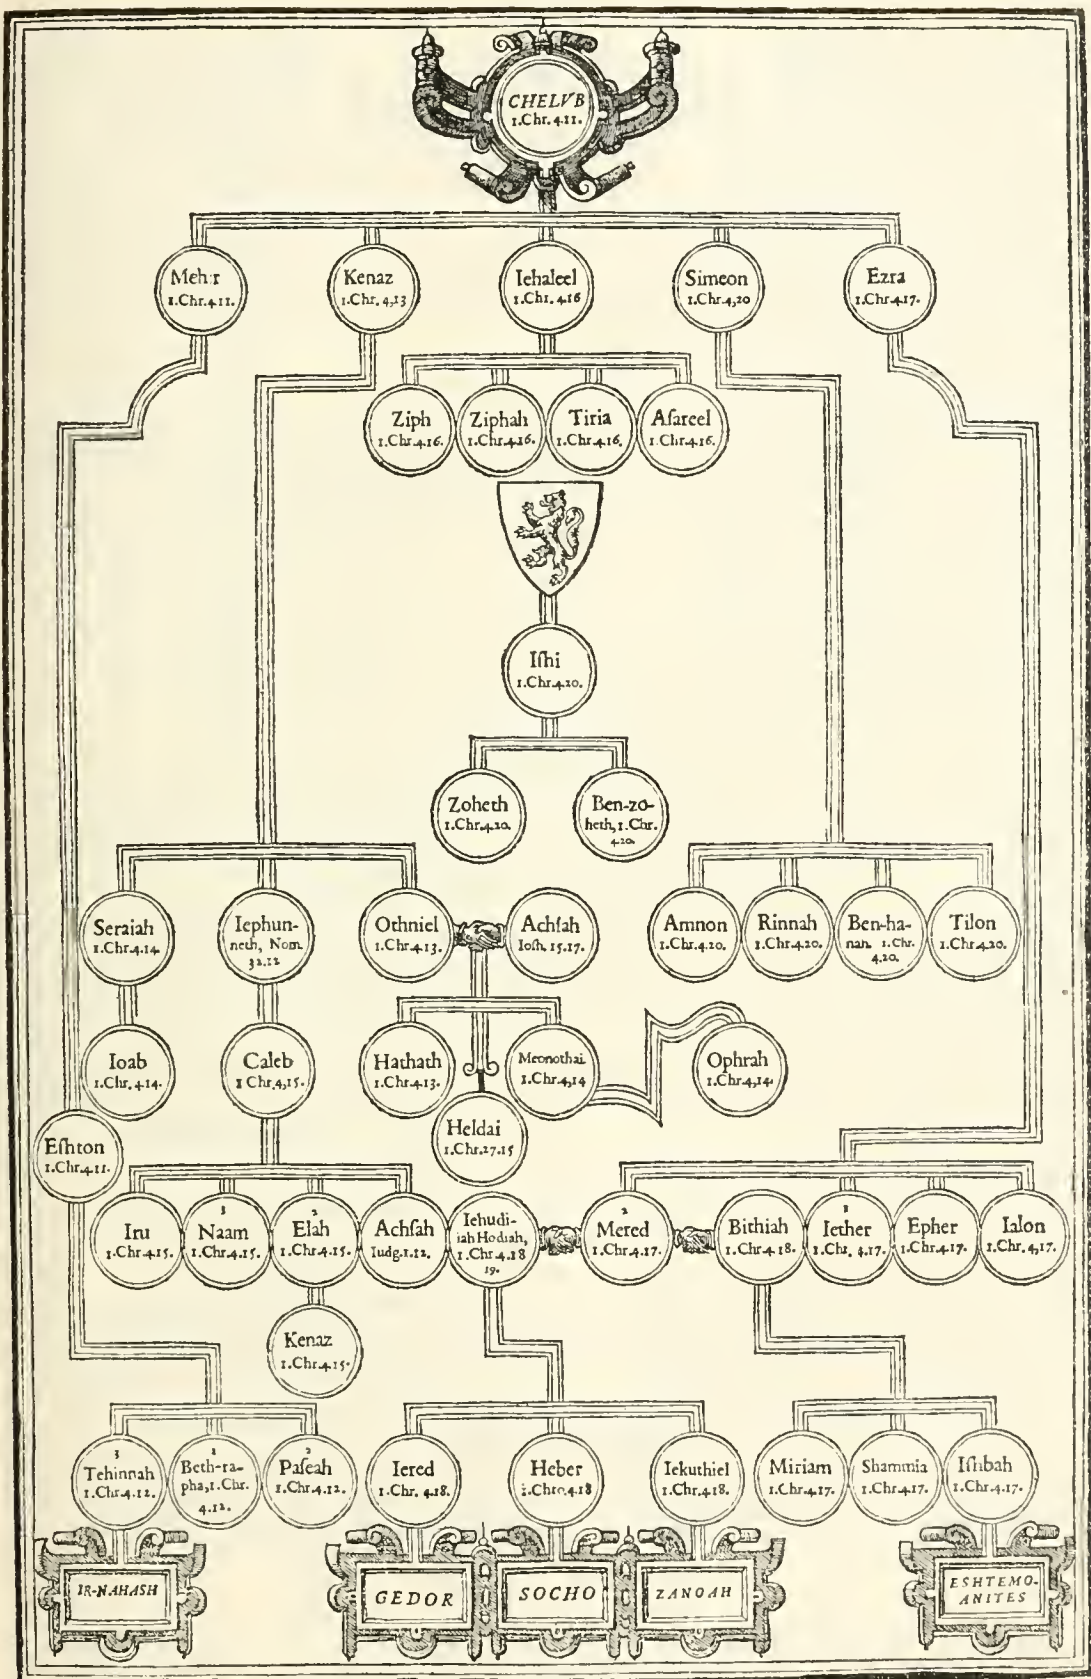 CHELVB
1.Chr.4.11.
Mehir
1.Chr.4.11.
Kenaz
1.Chr.4,13
Iehaleel
1.Chr.4.16
Simeon
1.Chr.4,20
Ezra
1.Chr.4.17.
Ziph
1.Chr.4.16.
Ziphah
1.Chr.4.16.
Tiria
1.Chr.4.16.
Aſareel
1.Chr.4.16.
Iſhi
1.Chr.4.20.
Zoheth
1.Chr.4.20.
Ben-zo-
heth, 1.Chr.
4.20.
Seraiah
1.Chr.4.14
Iephun-
neth, Nom.
32.12
Othniel
1.Chr.4.13.
Achſah
Ioſh. 15.17.
Amnon
1.Chr.4.20.
Rinnah
1.Chr.4.20.
Ben-ha-
nan. 1.Chr.
4.20.
Tilon
1.Chr.4.20.
Ioab
1.Chr.4.14.
Caleb
1 Chr.4,15.
Hathath
1.Chr.4.13.
Meonothai
1.Chr.4,14
Ophrah
1.Chr.4,14.
Heldai
1.Chr.27.15
Eſhton
1.Chr.4.11.
Iru
1.Chr.4.15.
3
Naam
1.Chr.4.15.
2
Elah
1.Chr.4.15.
Achſah
Iudg.1.12.
Iehudi-
iah Hodiah,
1.Chr.4.18
19.
2
Mered
1.Chr.4.17.
Bithiah
1.Chr.4 18.
1
Iether
1.Chr. 4.17.
Epher
1.Chr.4.17.
Ialon
1.Chr.4,17.
Kenaz
1.Chr.4.15.
3
Tehinnah
1.Chr.4.12.
1
Beth-ra-
pha, 1.Chr.
4.12.
2
Paſeah
1.Chr.4.12.
Iered
1.Chr. 4.18.
Heber
1.Chro.4.18
Iekuthiel
1.Chr.4.18.
Miriam
1.Chr.4.17.
Shammia
1.Chr.4.17.
Iſhbah
1.Chr.4.17.
IR-NAHASH
GEDOR
SOCHO
ZANOAH
ESHTEMO-
ANITES